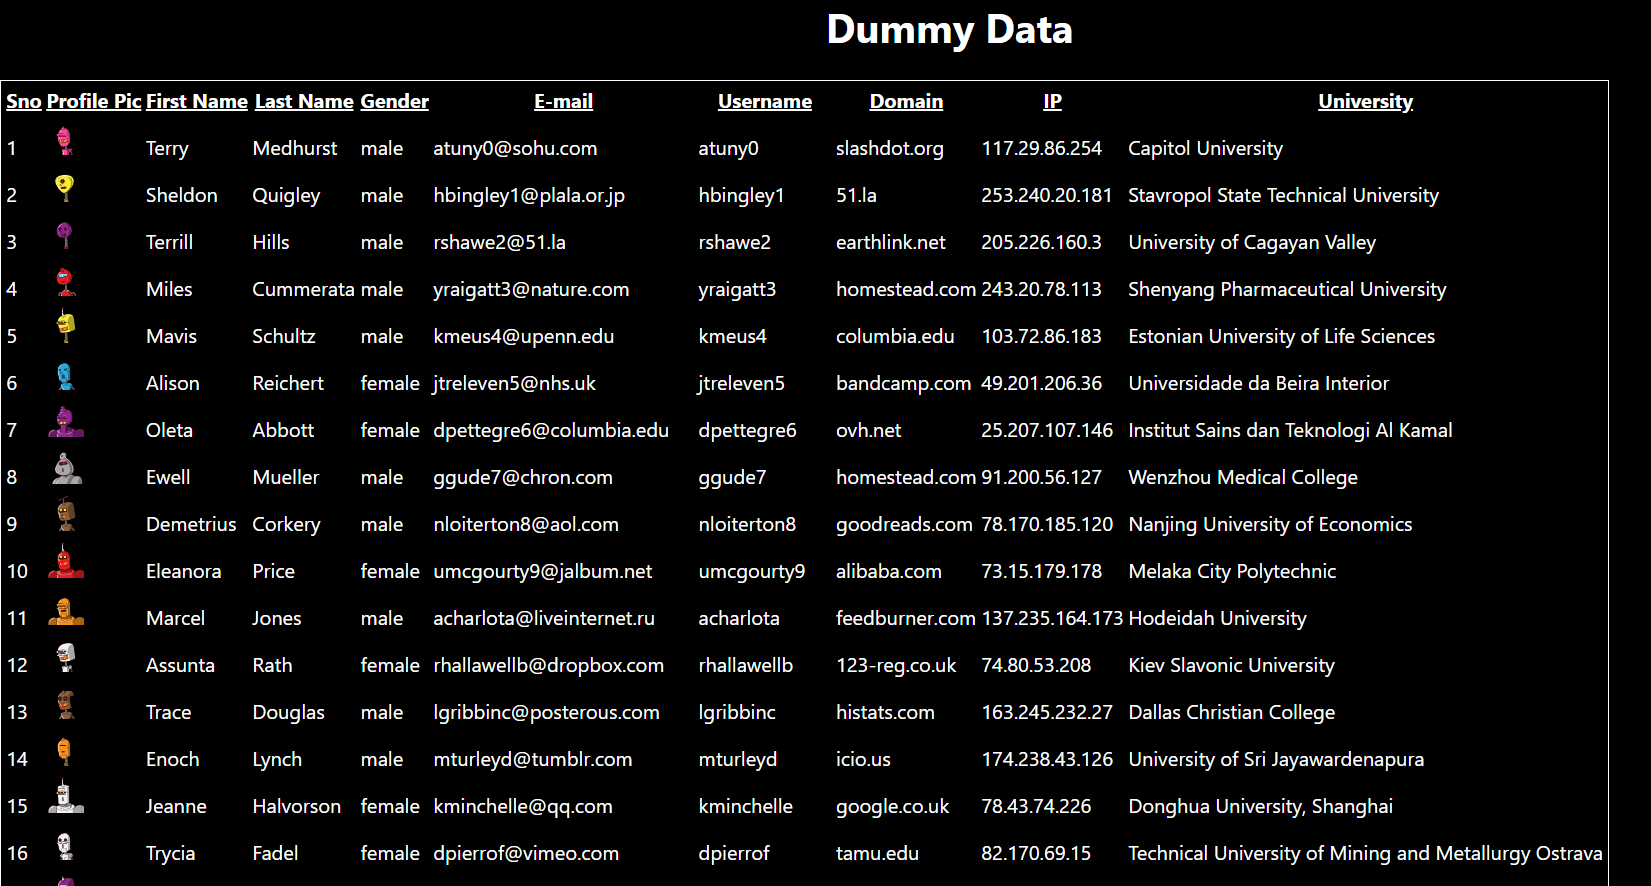 Dummy Data
Sno Profile Pic First Name Last Name Gender E-mail Username Domain IP University
1 Terry Medhurst male atuny0@sohu.com atuny0 slashdot.org 117.29.86.254 Capitol University
2 Sheldon Quigley male hbingley1@plala.or.jp hbingley1 51.la 253.240.20.181 Stavropol State Technical University
3 Terrill Hills male rshawe2@51.la rshawe2 earthlink.net 205.226.160.3 University of Cagayan Valley
4 Miles Cummerata male yraigatt3@nature.com yraigatt3 homestead.com 243.20.78.113 Shenyang Pharmaceutical University
5 Mavis Schultz male kmeus4@upenn.edu kmeus4 columbia.edu 103.72.86.183 Estonian University of Life Sciences
6 Alison Reichert female jtreleven5@nhs.uk jtreleven5 bandcamp.com 49.201.206.36 Universidade da Beira Interior
7 Oleta Abbott female dpettegre6@columbia.edu dpettegre6 ovh.net 25.207.107.146 Institut Sains dan Teknologi Al Kamal
8 Ewell Mueller male ggude7@chron.com ggude7 homestead.com 91.200.56.127 Wenzhou Medical College
9 Demetrius Corkery male nloiterton8@aol.com nloiterton8 goodreads.com 78.170.185.120 Nanjing University of Economics
10 Eleanora Price female umcgourty9@jalbum.net umcgourty9 alibaba.com 73.15.179.178 Melaka City Polytechnic
11 Marcel Jones male acharlota@liveinternet.ru acharlota feedburner.com 137.235.164.173 Hodeidah University
12 Assunta Rath female rhallawellb@dropbox.com rhallawellb 123-reg.co.uk 74.80.53.208 Kiev Slavonic University
13 Trace Douglas male lgribbinc@posterous.com lgribbinc histats.com 163.245.232.27 Dallas Christian College
14 Enoch Lynch male mturleyd@tumblr.com mturleyd icio.us 174.238.43.126 University of Sri Jayawardenapura
15 Jeanne Halvorson female kminchelle@qq.com kminchelle google.co.uk 78.43.74.226 Donghua University, Shanghai
16 Trycia Fadel female dpierrof@vimeo.com dpierrof tamu.edu 82.170.69.15 Technical University of Mining and Metallurgy Ostrava